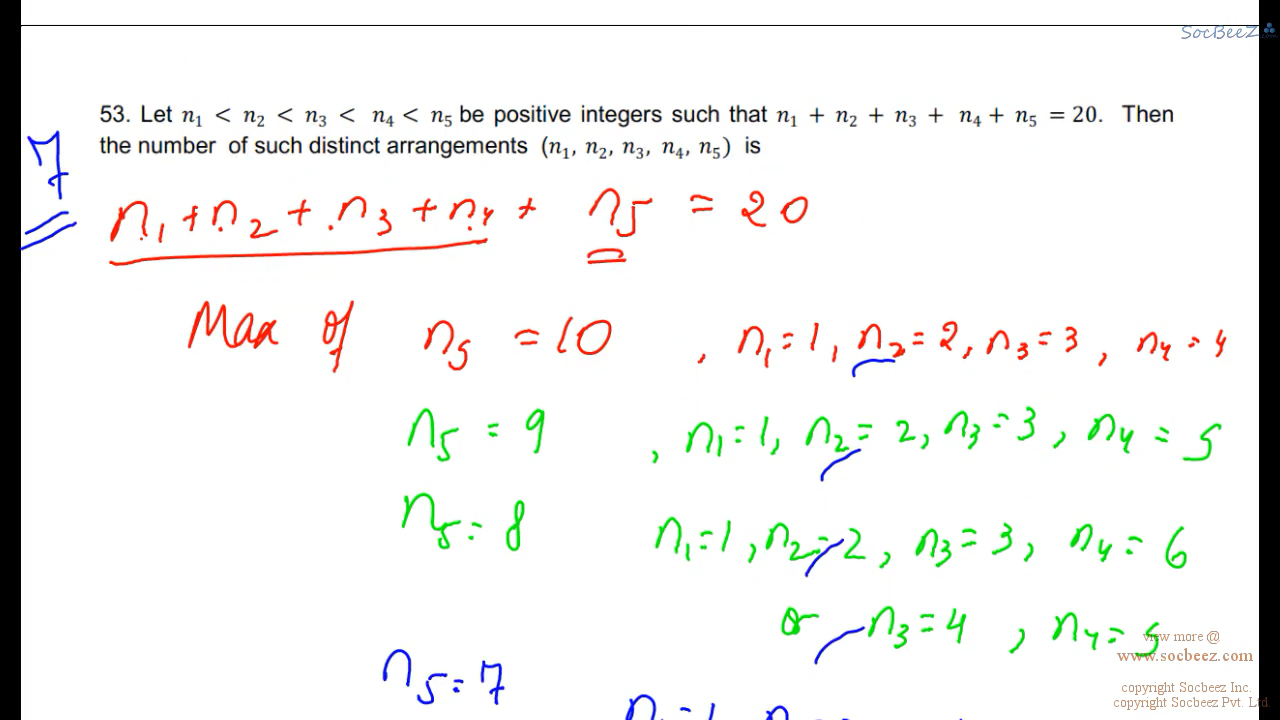 SocBeeZ.com
53. Let n₁ < n₂ < n₃ < n₄ < n₅ be positive integers such that n₁ + n₂ + n₃ + n₄ + n₅ = 20. Then
the number of such distinct arrangements (n₁, n₂, n₃, n₄, n₅) is
7
n₁ + n₂ + n₃ + n₄ + n₅ = 20
Max of n₅ = 10 , n₁ = 1, n₂ = 2, n₃ = 3, n₄ = 4
n₅ = 9 , n₁ = 1, n₂ = 2, n₃ = 3, n₄ = 5
n₅ = 8 n₁ = 1, n₂ = 2, n₃ = 3, n₄ = 6
or n₃ = 4 , n₄ = 5
view more @
www.socbeez.com
n₅ = 7
copyright Socbeez Inc.
copyright Socbeez Pvt. Ltd.